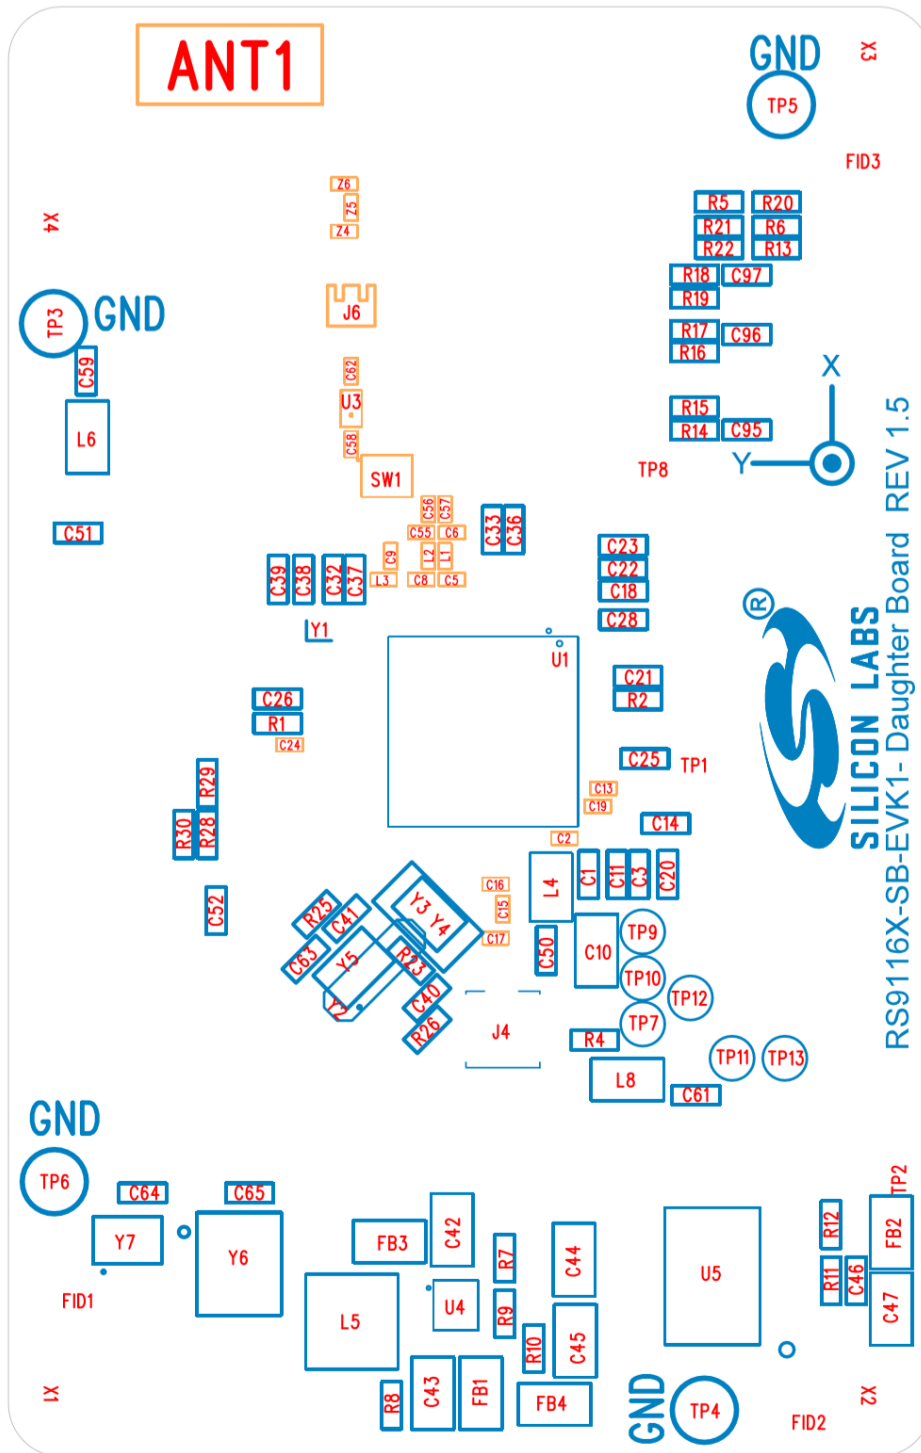 ANT1
GND
X3
TP5
FID3
Z6
Z5
Z4
X4
R5 R20
R21 R6
R22 R13
R18 C97
R19
J6
TP3 GND
R17 C96
R16
C59
C62
U3
X
R15
R14 C95
L6
C58
SW1
TP8
Y
C51
C56 C57
C55 C6
C33 C36
C9 L2 L1
L3 C8 C5
C39 C38 C32 C37
C23
C22
C18
C28
Y1
U1
®
SILICON LABS
RS9116X-SB-EVK1- Daughter Board REV 1.5
C26
R1
C24
C21
R2
C25 TP1
R29
C13
C19
R30 R28
C14
C2
C1 C11 C3 C20
L4
C16
C15
C17
C52
R25 C41
Y3 Y4
C63 Y5 R23
Y2
C40
R26
C50 C10
TP9
TP10
TP12
TP7
J4
R4
TP11 TP13
L8
C61
GND
TP6
C64 C65
TP2
Y7
Y6
FB3 C42
R7
C44
U5
R12 FB2
R11 C46 C47
FID1
L5
U4
R9
R10 C45
X1
R8 C43 FB1 FB4
GND TP4
FID2
X2